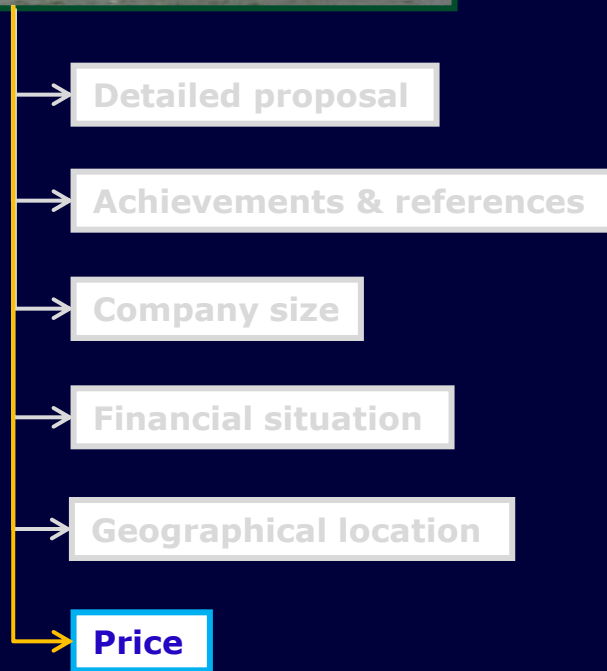 Detailed proposal
Achievements & references
Company size
Financial situation
Geographical location
Price